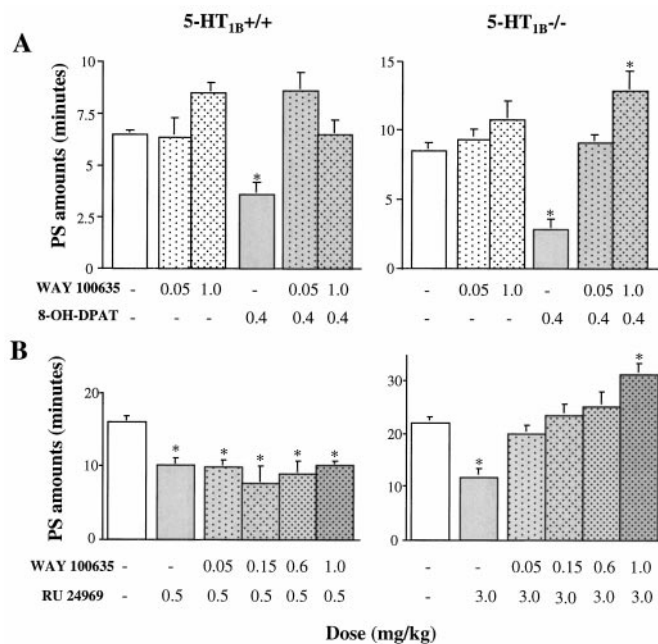 5-HT1B+/+ 5-HT1B-/-
A
PS amounts (minutes)
10
7.5
5
2.5
0
15
10
5
0
WAY 100635 - 0.05 1.0 - 0.05 1.0 - 0.05 1.0 - 0.05 1.0
8-OH-DPAT - - - 0.4 0.4 0.4 - - - 0.4 0.4 0.4
* * *
B
PS amounts (minutes)
20
10
0
30
20
10
0
* * * * * * *
WAY 100635 - - 0.05 0.15 0.6 1.0 - - 0.05 0.15 0.6 1.0
RU 24969 - 0.5 0.5 0.5 0.5 0.5 - 3.0 3.0 3.0 3.0 3.0
Dose (mg/kg)